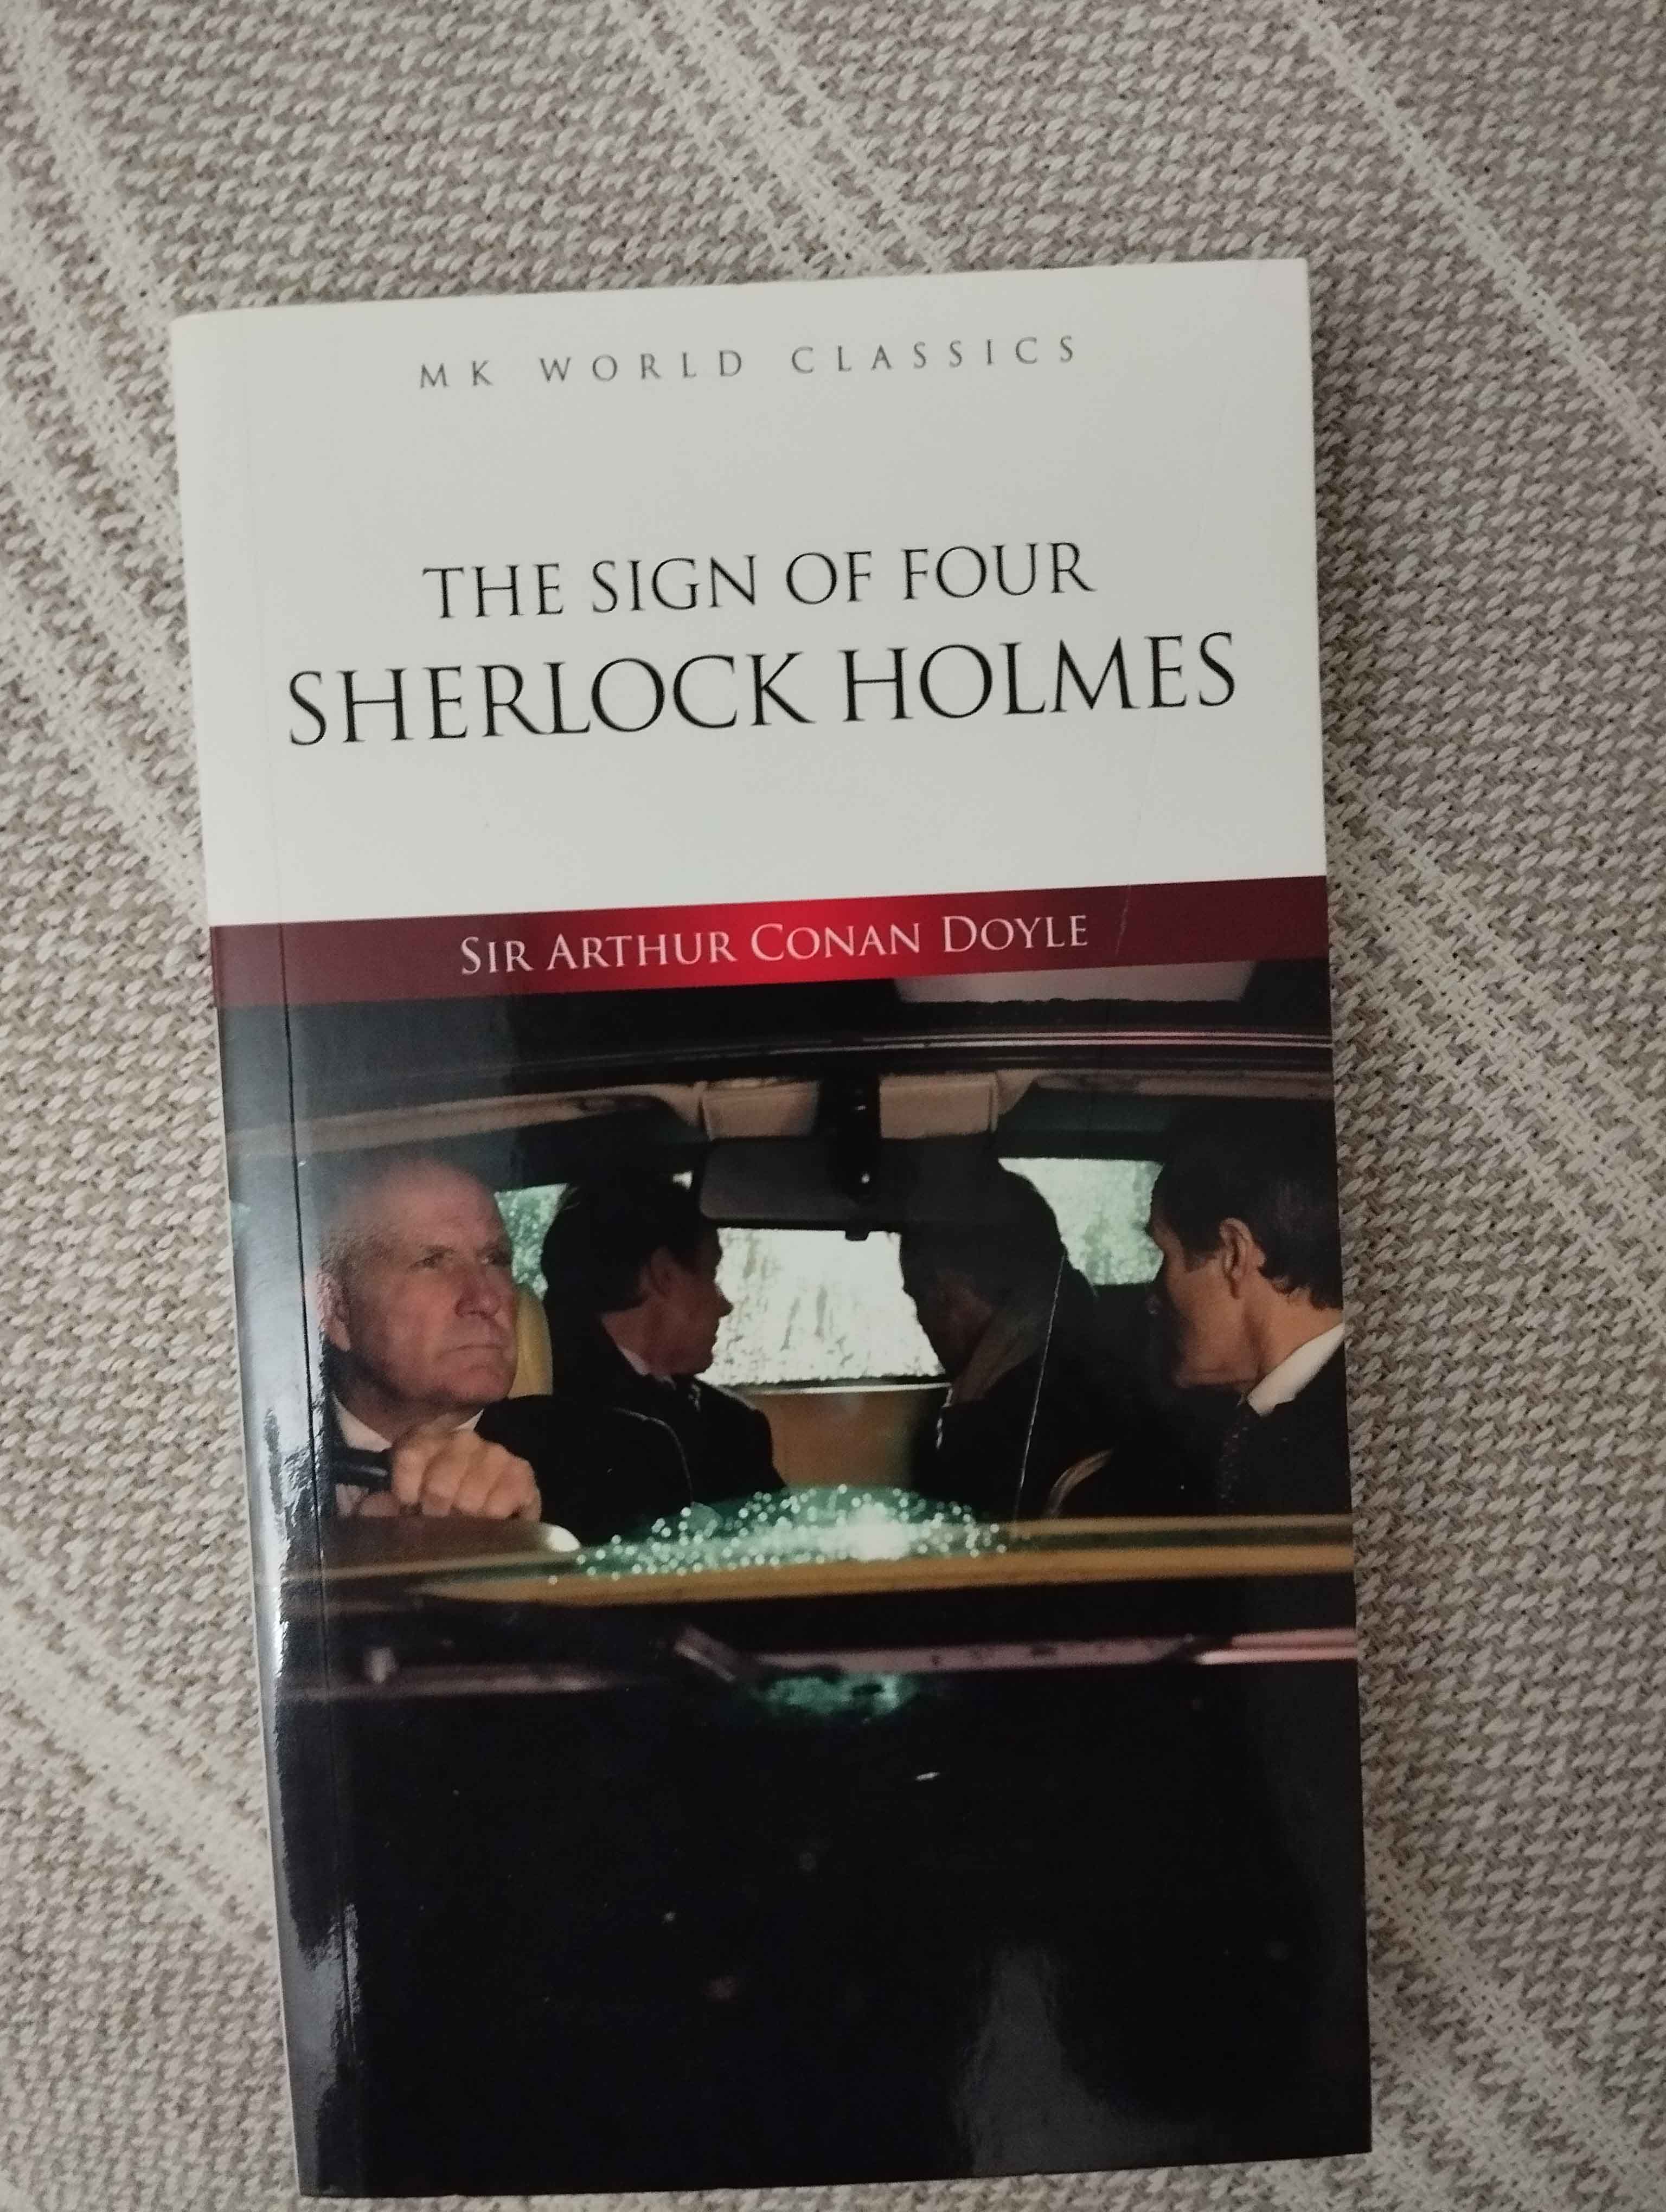 MK WORLD CLASSICS
THE SIGN OF FOUR
SHERLOCK HOLMES
SIR ARTHUR CONAN DOYLE